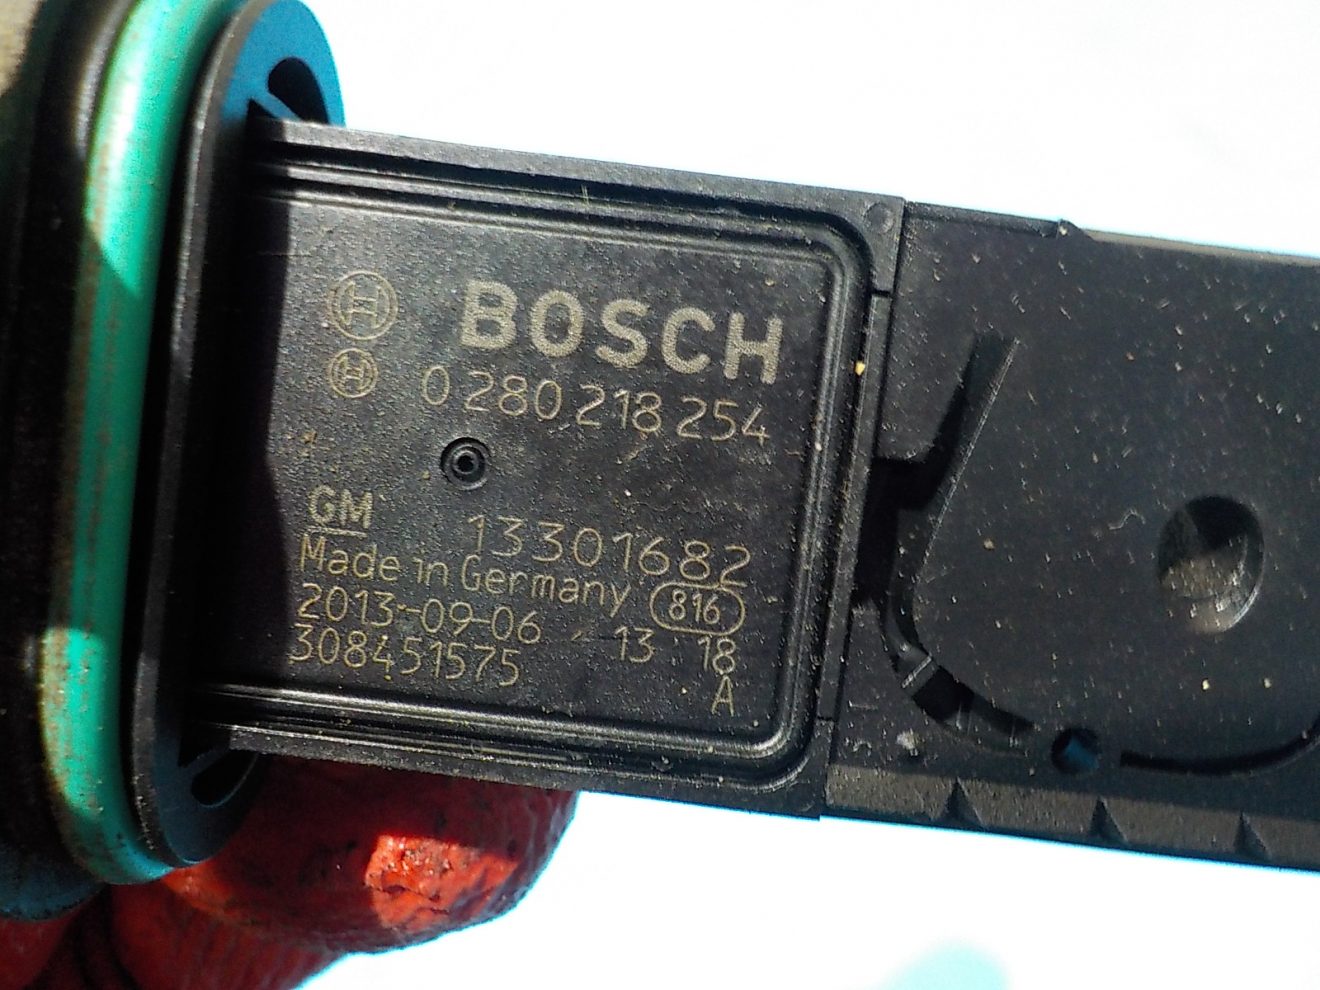 BOSCH
0 280 218 254
GM
13301682
Made in Germany 816
2013-09-06 13 18
308451575
A